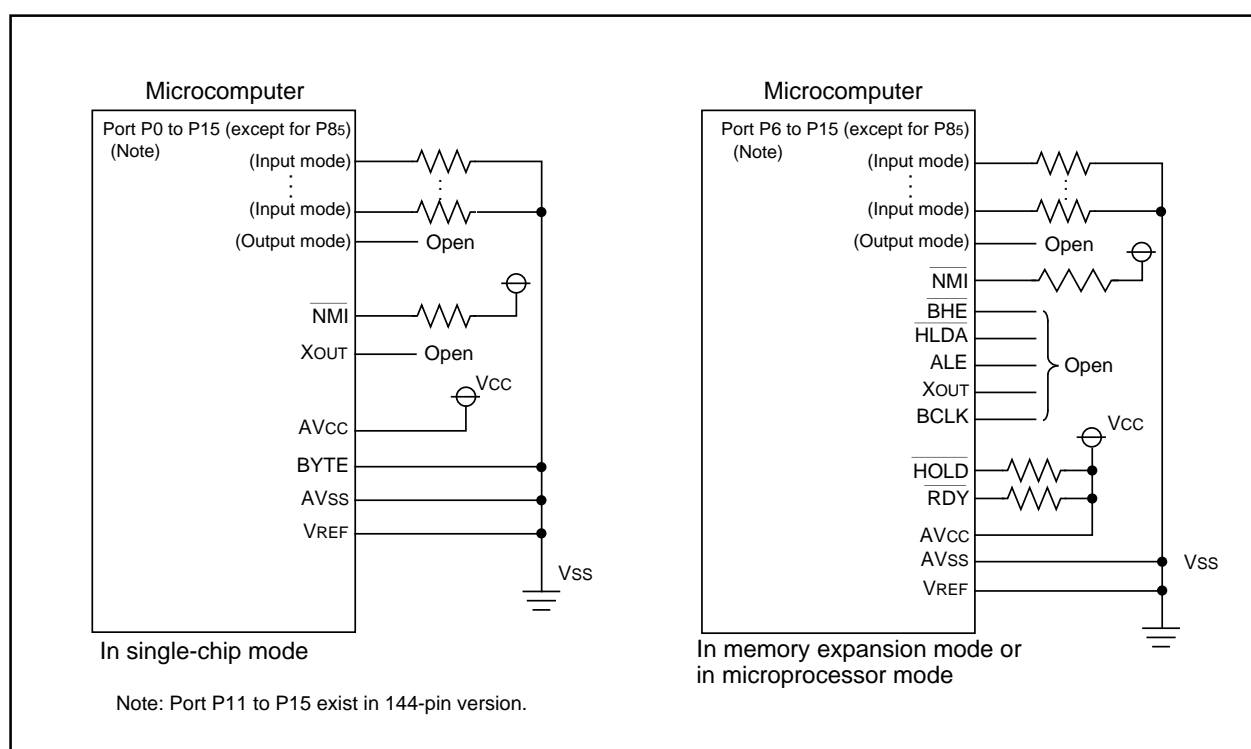 Microcomputer
Port P0 to P15 (except for P85)
(Note)
(Input mode)
(Input mode)
(Output mode)
Open
NMI
XOUT
Open
VCC
AVCC
BYTE
AVSS
VREF
VSS
In single-chip mode
Note: Port P11 to P15 exist in 144-pin version.
Microcomputer
Port P6 to P15 (except for P85)
(Note)
(Input mode)
(Input mode)
(Output mode)
Open
NMI
BHE
HLDA
ALE
Open
XOUT
BCLK
VCC
HOLD
RDY
AVCC
AVSS
VSS
VREF
In memory expansion mode or
in microprocessor mode